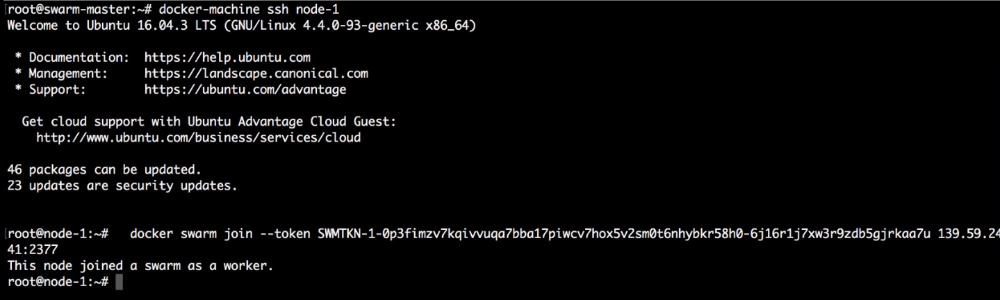 [root@swarm-master:~# docker-machine ssh node-1
Welcome to Ubuntu 16.04.3 LTS (GNU/Linux 4.4.0-93-generic x86_64)
* Documentation:  https://help.ubuntu.com
* Management:     https://landscape.canonical.com
* Support:        https://ubuntu.com/advantage
Get cloud support with Ubuntu Advantage Cloud Guest:
http://www.ubuntu.com/business/services/cloud
46 packages can be updated.
23 updates are security updates.
[root@node-1:~#   docker swarm join --token SWMTKN-1-0p3fimzv7kqivvuqa7bba17piwcv7hox5v2sm0t6nhybkr58h0-6j16r1j7xw3r9zdb5gjrkaa7u 139.59.24
41:2377
This node joined a swarm as a worker.
root@node-1:~#